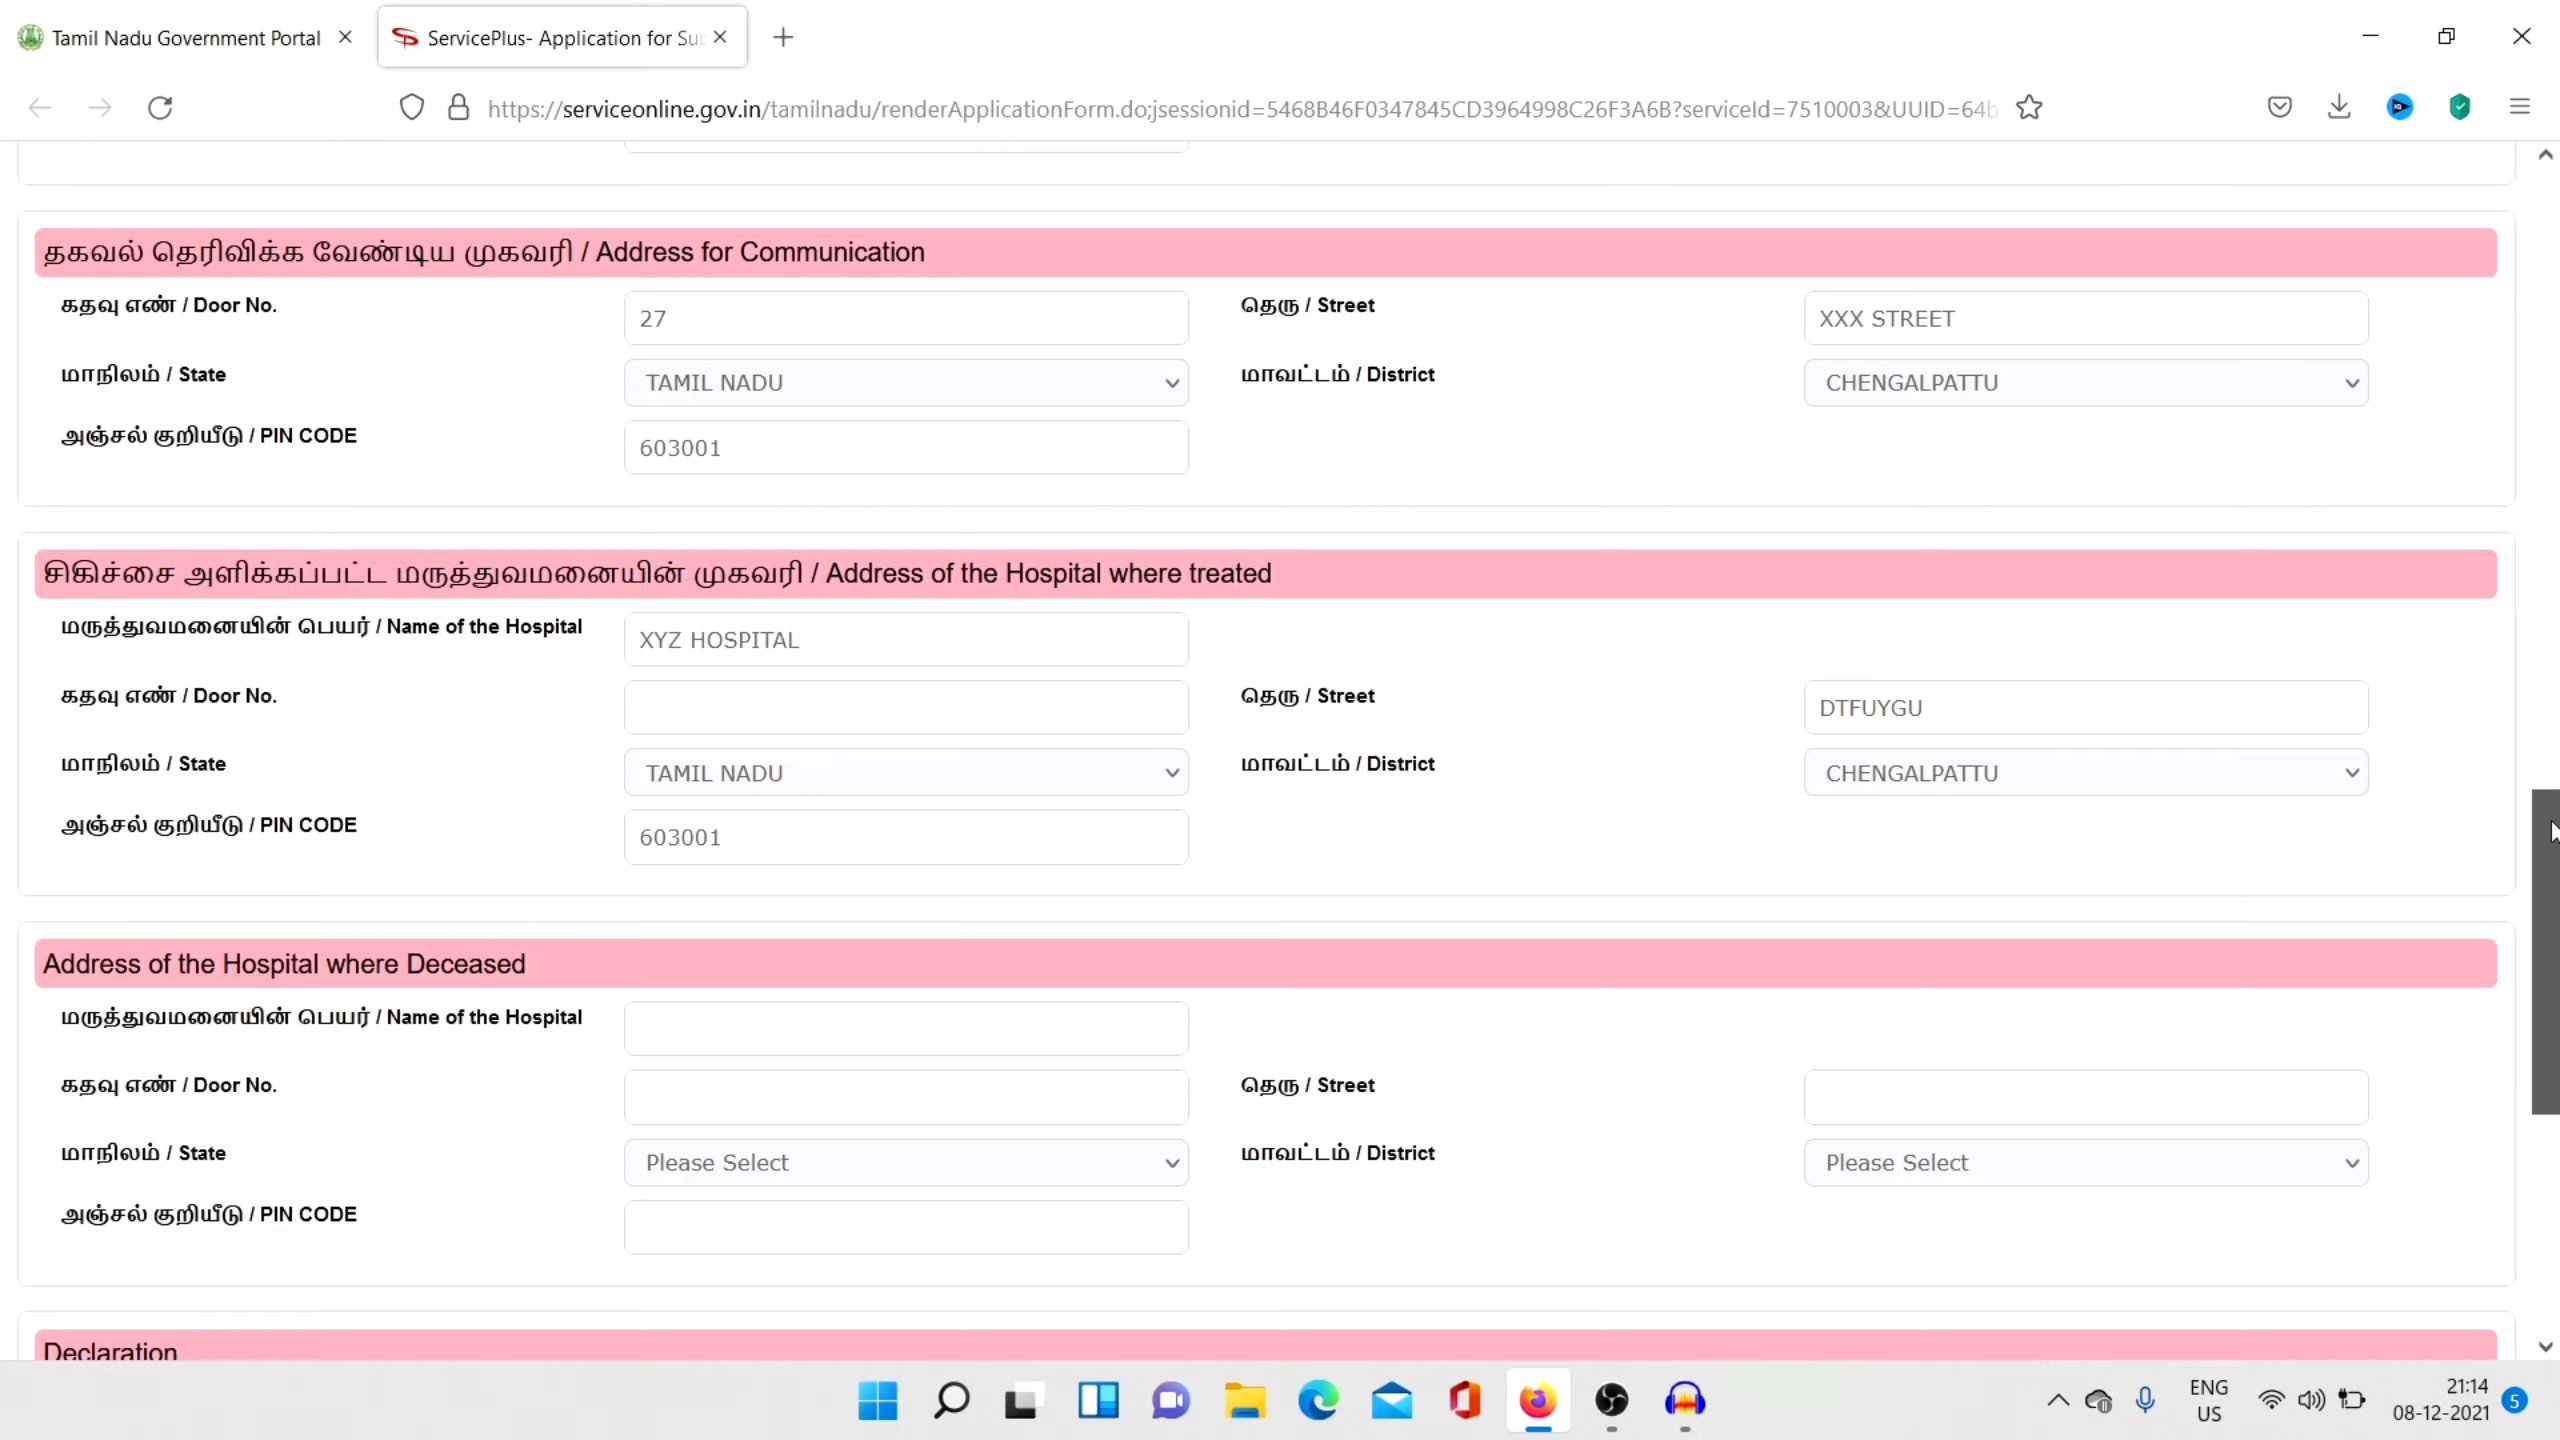 Tamil Nadu Government Portal
ServicePlus- Application for Sub
https://serviceonline.gov.in/tamilnadu/renderApplicationForm.do;jsessionid=5468B46F0347845CD3964998C26F3A6B?serviceId=7510003&UUID=64b
தகவல் தெரிவிக்க வேண்டிய முகவரி / Address for Communication
கதவு எண் / Door No. 27 தெரு / Street XXX STREET
மாநிலம் / State TAMIL NADU மாவட்டம் / District CHENGALPATTU
அஞ்சல் குறியீடு / PIN CODE 603001
சிகிச்சை அளிக்கப்பட்ட மருத்துவமனையின் முகவரி / Address of the Hospital where treated
மருத்துவமனையின் பெயர் / Name of the Hospital XYZ HOSPITAL
கதவு எண் / Door No. தெரு / Street DTFUYGU
மாநிலம் / State TAMIL NADU மாவட்டம் / District CHENGALPATTU
அஞ்சல் குறியீடு / PIN CODE 603001
Address of the Hospital where Deceased
மருத்துவமனையின் பெயர் / Name of the Hospital
கதவு எண் / Door No. தெரு / Street
மாநிலம் / State Please Select மாவட்டம் / District Please Select
அஞ்சல் குறியீடு / PIN CODE
Declaration
ENG 21:14
US 08-12-2021 5